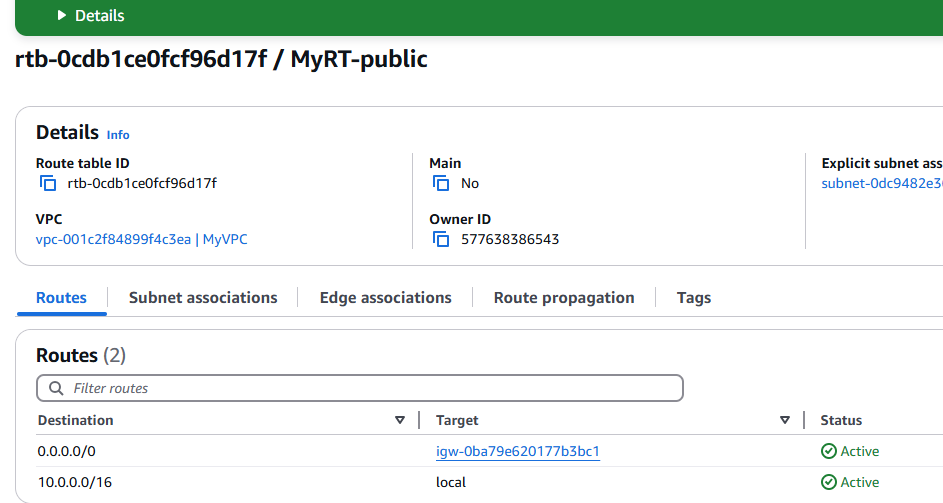 Details
rtb-0cdb1ce0fcf96d17f / MyRT-public
Details Info
Route table ID
rtb-0cdb1ce0fcf96d17f
Main
No
Explicit subnet ass
subnet-0dc9482e3
VPC
vpc-001c2f84899f4c3ea | MyVPC
Owner ID
577638386543
Routes Subnet associations Edge associations Route propagation Tags
Routes (2)
Filter routes
Destination Target Status
0.0.0.0/0 igw-0ba79e620177b3bc1 Active
10.0.0.0/16 local Active